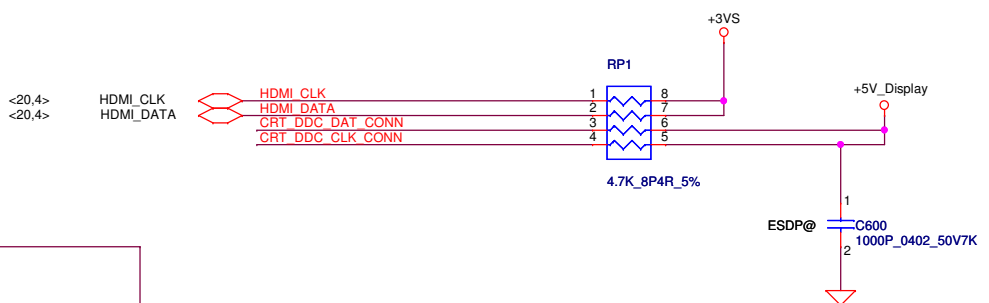 +3VS
RP1
+5V_Display
<20,4> HDMI_CLK HDMI_CLK 1 8
<20,4> HDMI_DATA HDMI_DATA 2 7
CRT_DDC_DAT_CONN 3 6
CRT_DDC_CLK_CONN 4 5
4.7K_8P4R_5%
1
ESDP@ C600
1000P_0402_50V7K
2